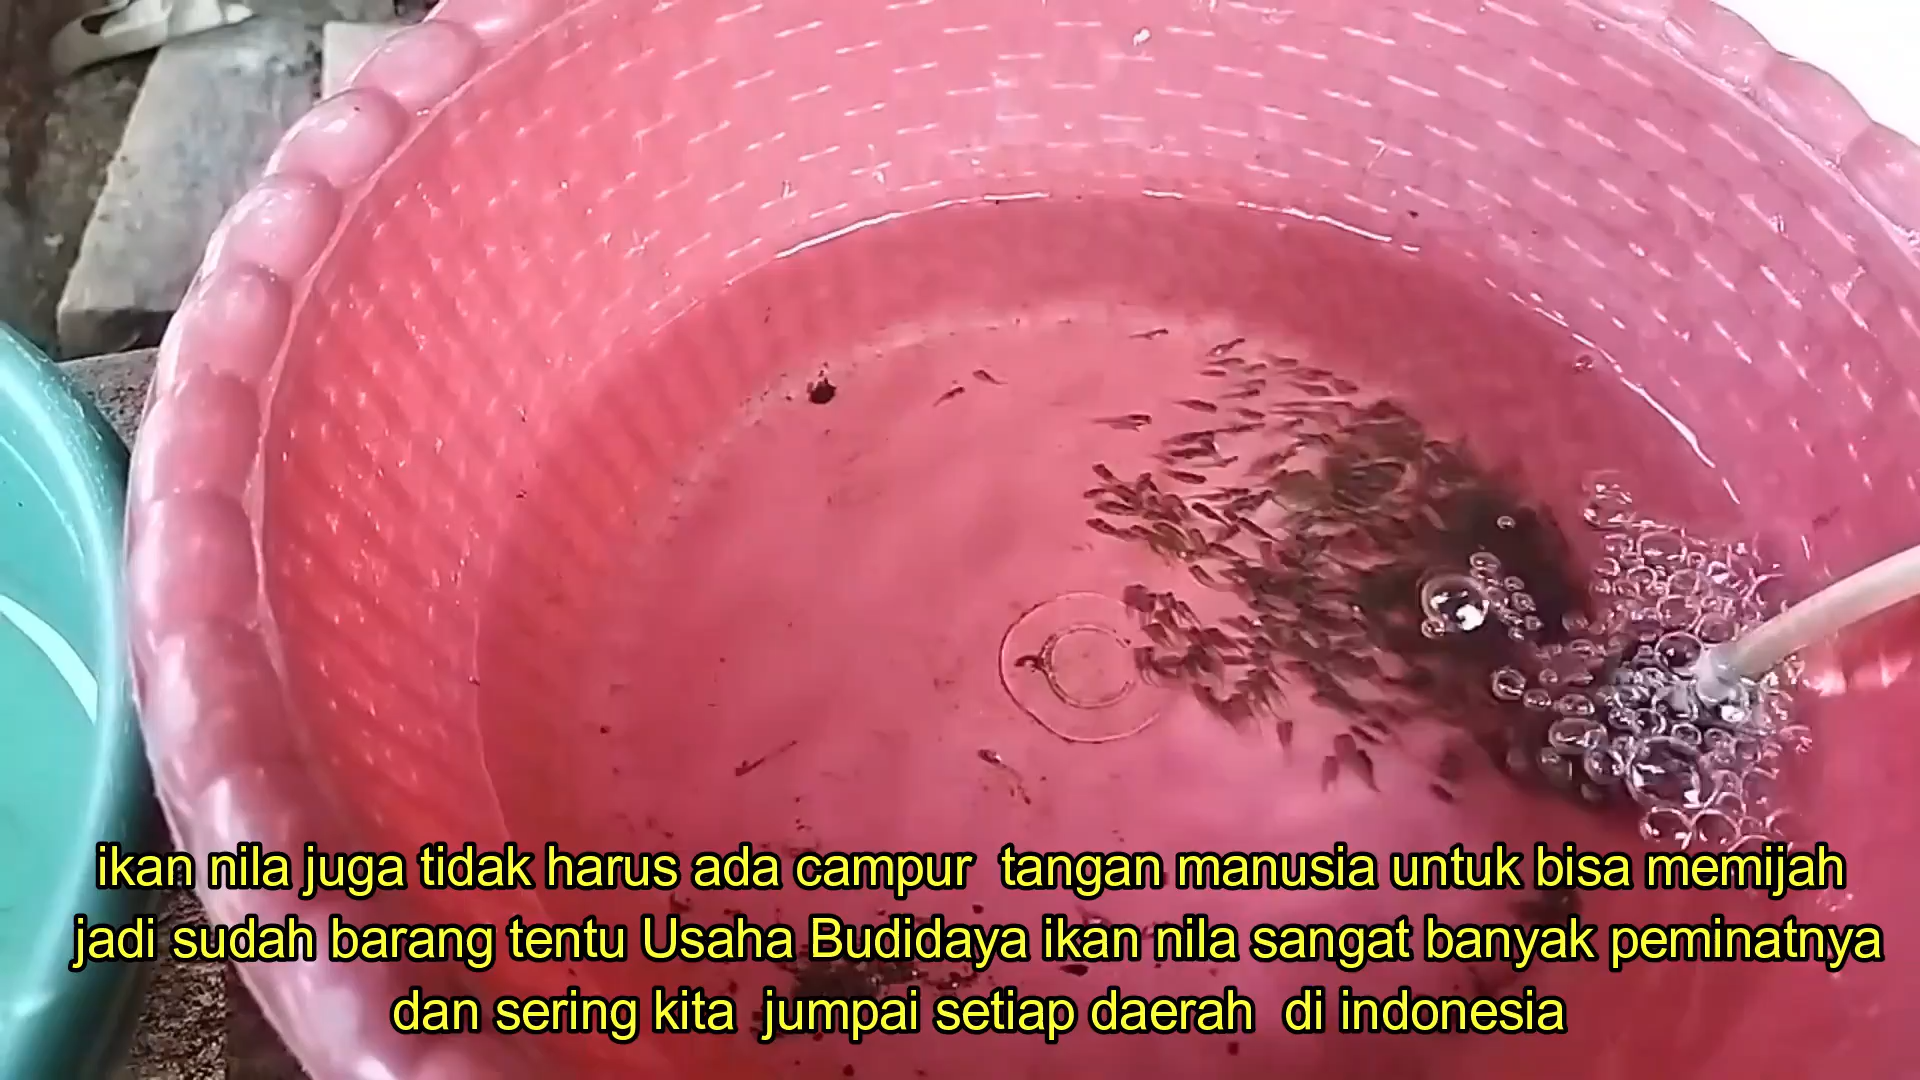 ikan nila juga tidak harus ada campur tangan manusia untuk bisa memijah
jadi sudah barang tentu Usaha Budidaya ikan nila sangat banyak peminatnya
dan sering kita jumpai setiap daerah di indonesia